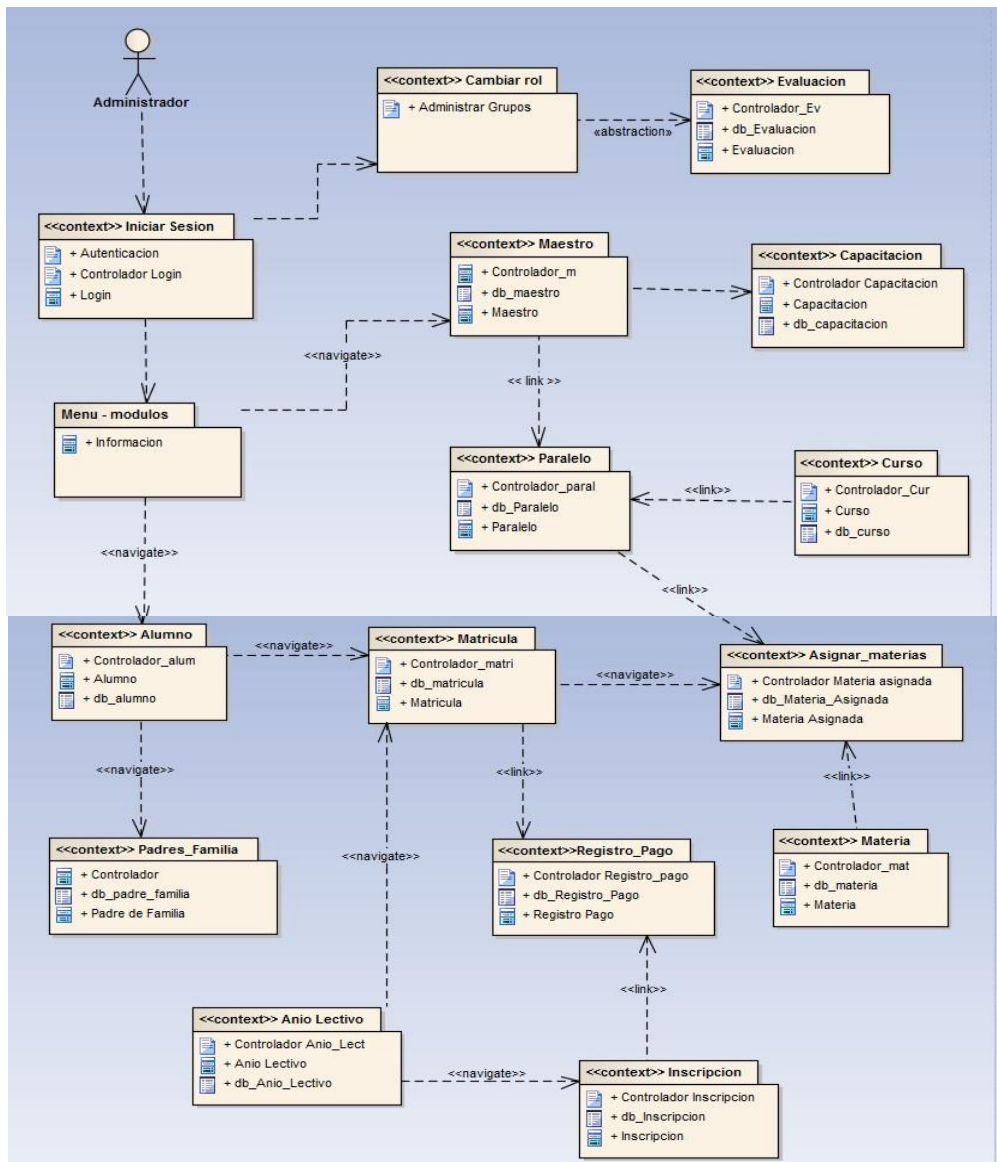 Administrador
<<context>> Cambiar rol
+ Administrar Grupos
«abstraction»
<<context>> Evaluacion
+ Controlador_Ev
+ db_Evaluacion
+ Evaluacion
<<context>> Iniciar Sesion
+ Autenticacion
+ Controlador Login
+ Login
<<context>> Maestro
+ Controlador_m
+ db_maestro
+ Maestro
<<context>> Capacitacion
+ Controlador Capacitacion
+ Capacitacion
+ db_capacitacion
<<navigate>>
<< link >>
Menu - modulos
+ Informacion
<<context>> Paralelo
+ Controlador_paral
+ db_Paralelo
+ Paralelo
<<link>>
<<context>> Curso
+ Controlador_Cur
+ Curso
+ db_curso
<<navigate>>
<<link>>
<<context>> Alumno
+ Controlador_alum
+ Alumno
+ db_alumno
<<navigate>>
<<context>> Matricula
+ Controlador_matri
+ db_matricula
+ Matricula
<<navigate>>
<<context>> Asignar_materias
+ Controlador Materia asignada
+ db_Materia_Asignada
+ Materia Asignada
<<navigate>>
<<link>>
<<link>>
<<context>> Padres_Familia
+ Controlador
+ db_padre_familia
+ Padre de Familia
<<navigate>>
<<context>>Registro_Pago
+ Controlador Registro_pago
+ db_Registro_Pago
+ Registro Pago
<<context>> Materia
+ Controlador_mat
+ db_materia
+ Materia
<<link>>
<<context>> Anio Lectivo
+ Controlador Anio_Lect
+ Anio Lectivo
+ db_Anio_Lectivo
<<navigate>>
<<context>> Inscripcion
+ Controlador Inscripcion
+ db_Inscripcion
+ Inscripcion